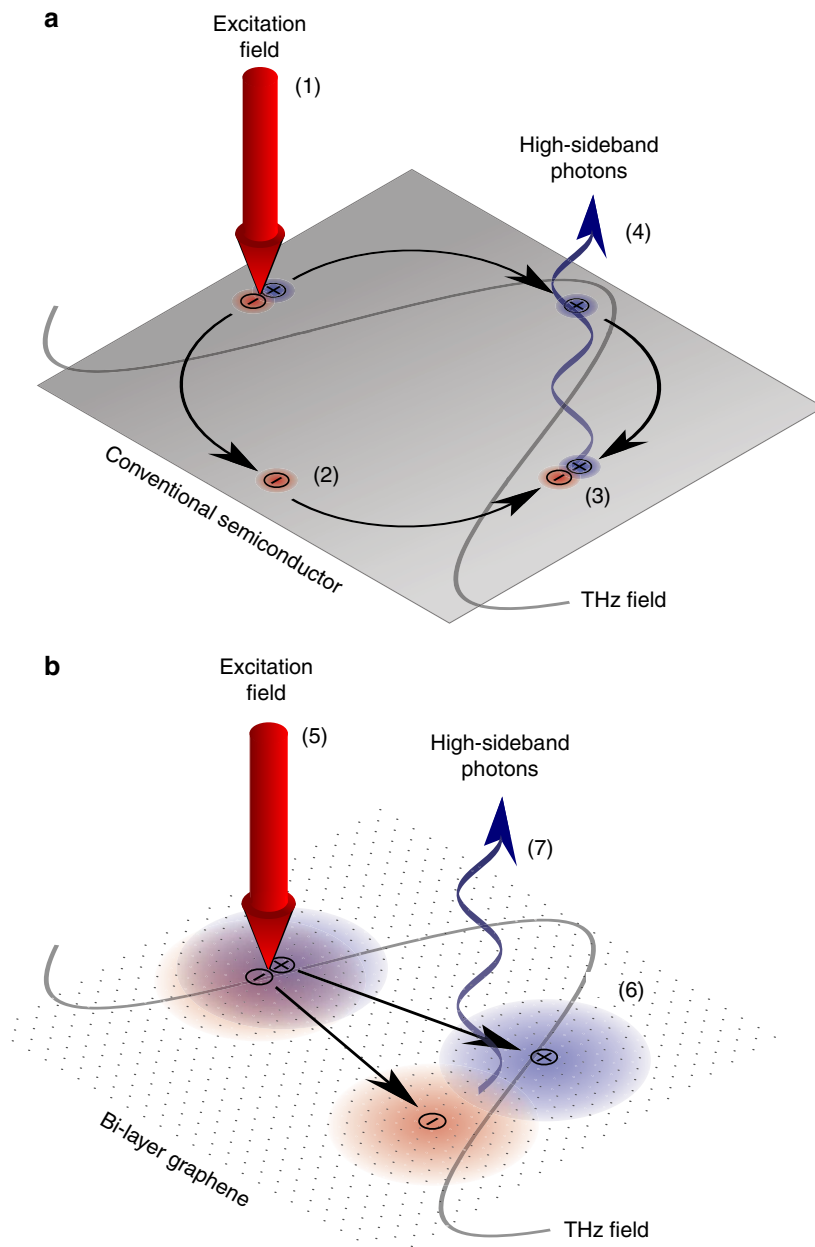 a
Excitation
field
(1)
High-sideband
photons
(4)
(2)
(3)
Conventional semiconductor
THz field
b
Excitation
field
(5)
High-sideband
photons
(7)
(6)
Bi-layer graphene
THz field